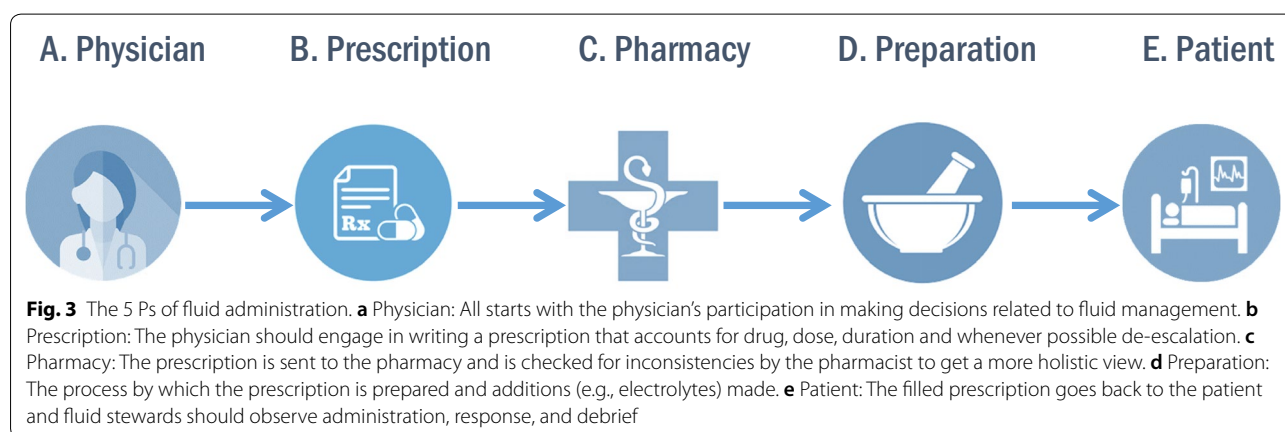 A. Physician B. Prescription C. Pharmacy D. Preparation E. Patient
Rx
Fig. 3 The 5 Ps of fluid administration. a Physician: All starts with the physician’s participation in making decisions related to fluid management. b
Prescription: The physician should engage in writing a prescription that accounts for drug, dose, duration and whenever possible de-escalation. c
Pharmacy: The prescription is sent to the pharmacy and is checked for inconsistencies by the pharmacist to get a more holistic view. d Preparation:
The process by which the prescription is prepared and additions (e.g., electrolytes) made. e Patient: The filled prescription goes back to the patient
and fluid stewards should observe administration, response, and debrief